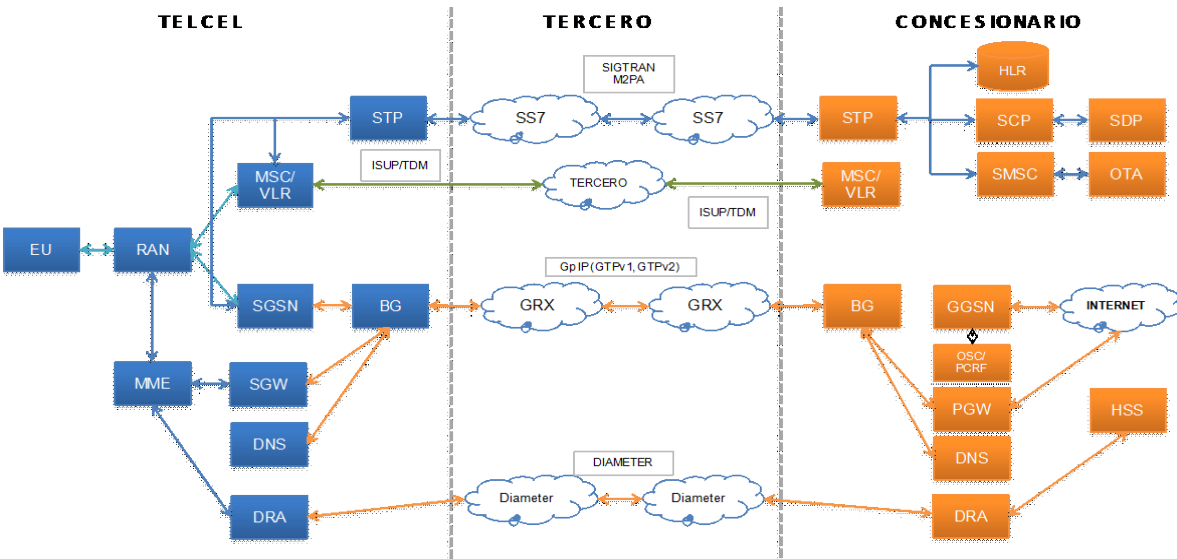 TELCEL
TERCERO
CONCESIONARIO
SIGTRAN
M2PA
HLR
STP
SS7
SS7
STP
SCP
SDP
ISUP/TDM
MSC/
VLR
TERCERO
MSC/
VLR
SMSC
OTA
ISUP/TDM
EU
RAN
GpIP(GTPv1, GTPv2)
SGSN
BG
GRX
GRX
BG
GGSN
INTERNET
OSC/
PCRF
MME
SGW
PGW
HSS
DNS
DNS
DIAMETER
DRA
Diameter
Diameter
DRA